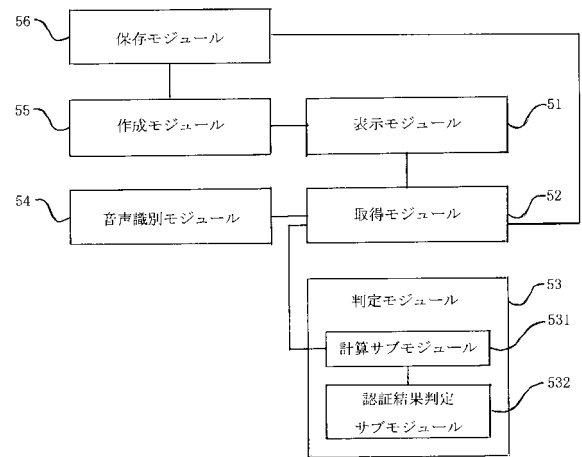 56
保存モジュール
55
作成モジュール
表示モジュール
51
54
音声識別モジュール
取得モジュール
52
判定モジュール
53
計算サブモジュール
531
認証結果判定
サブモジュール
532